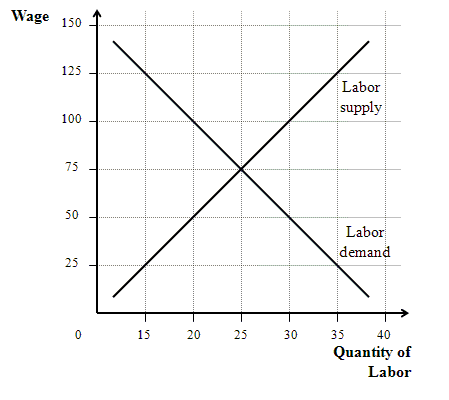 Wage
150
125
100
75
50
25
Labor
supply
Labor
demand
0 15 20 25 30 35 40
Quantity of
Labor